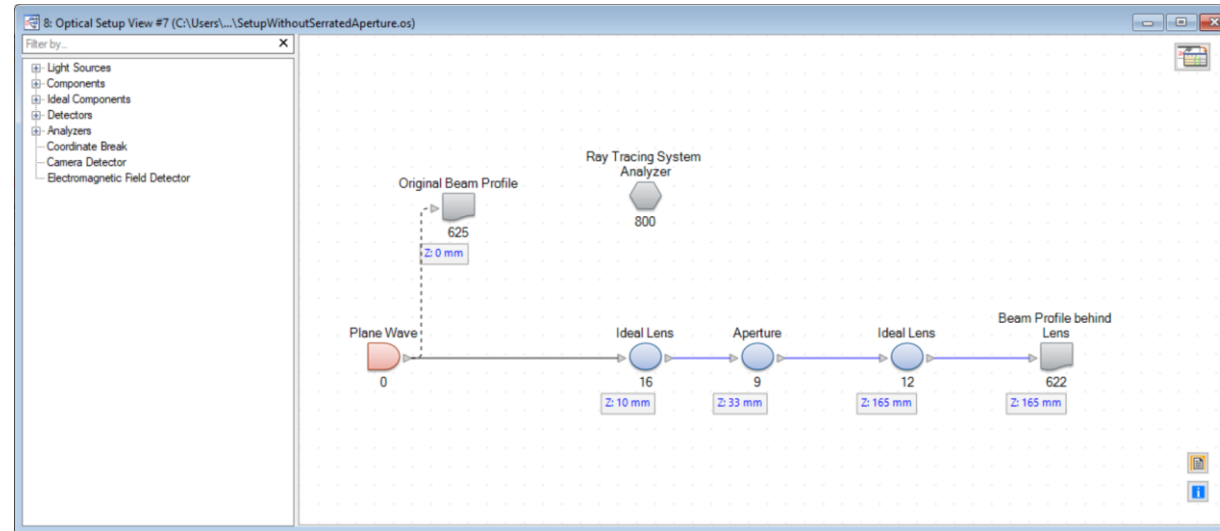 8: Optical Setup View #7 (C:\Users\...\SetupWithoutSerratedAperture.os)
Filter by...
Light Sources
Components
Ideal Components
Detectors
Analyzers
Coordinate Break
Camera Detector
Electromagnetic Field Detector
Ray Tracing System
Analyzer
800
Original Beam Profile
625
Z: 0 mm
Plane Wave
0
Ideal Lens
16
Z: 10 mm
Aperture
9
Z: 33 mm
Ideal Lens
12
Z: 165 mm
Beam Profile behind
Lens
622
Z: 165 mm